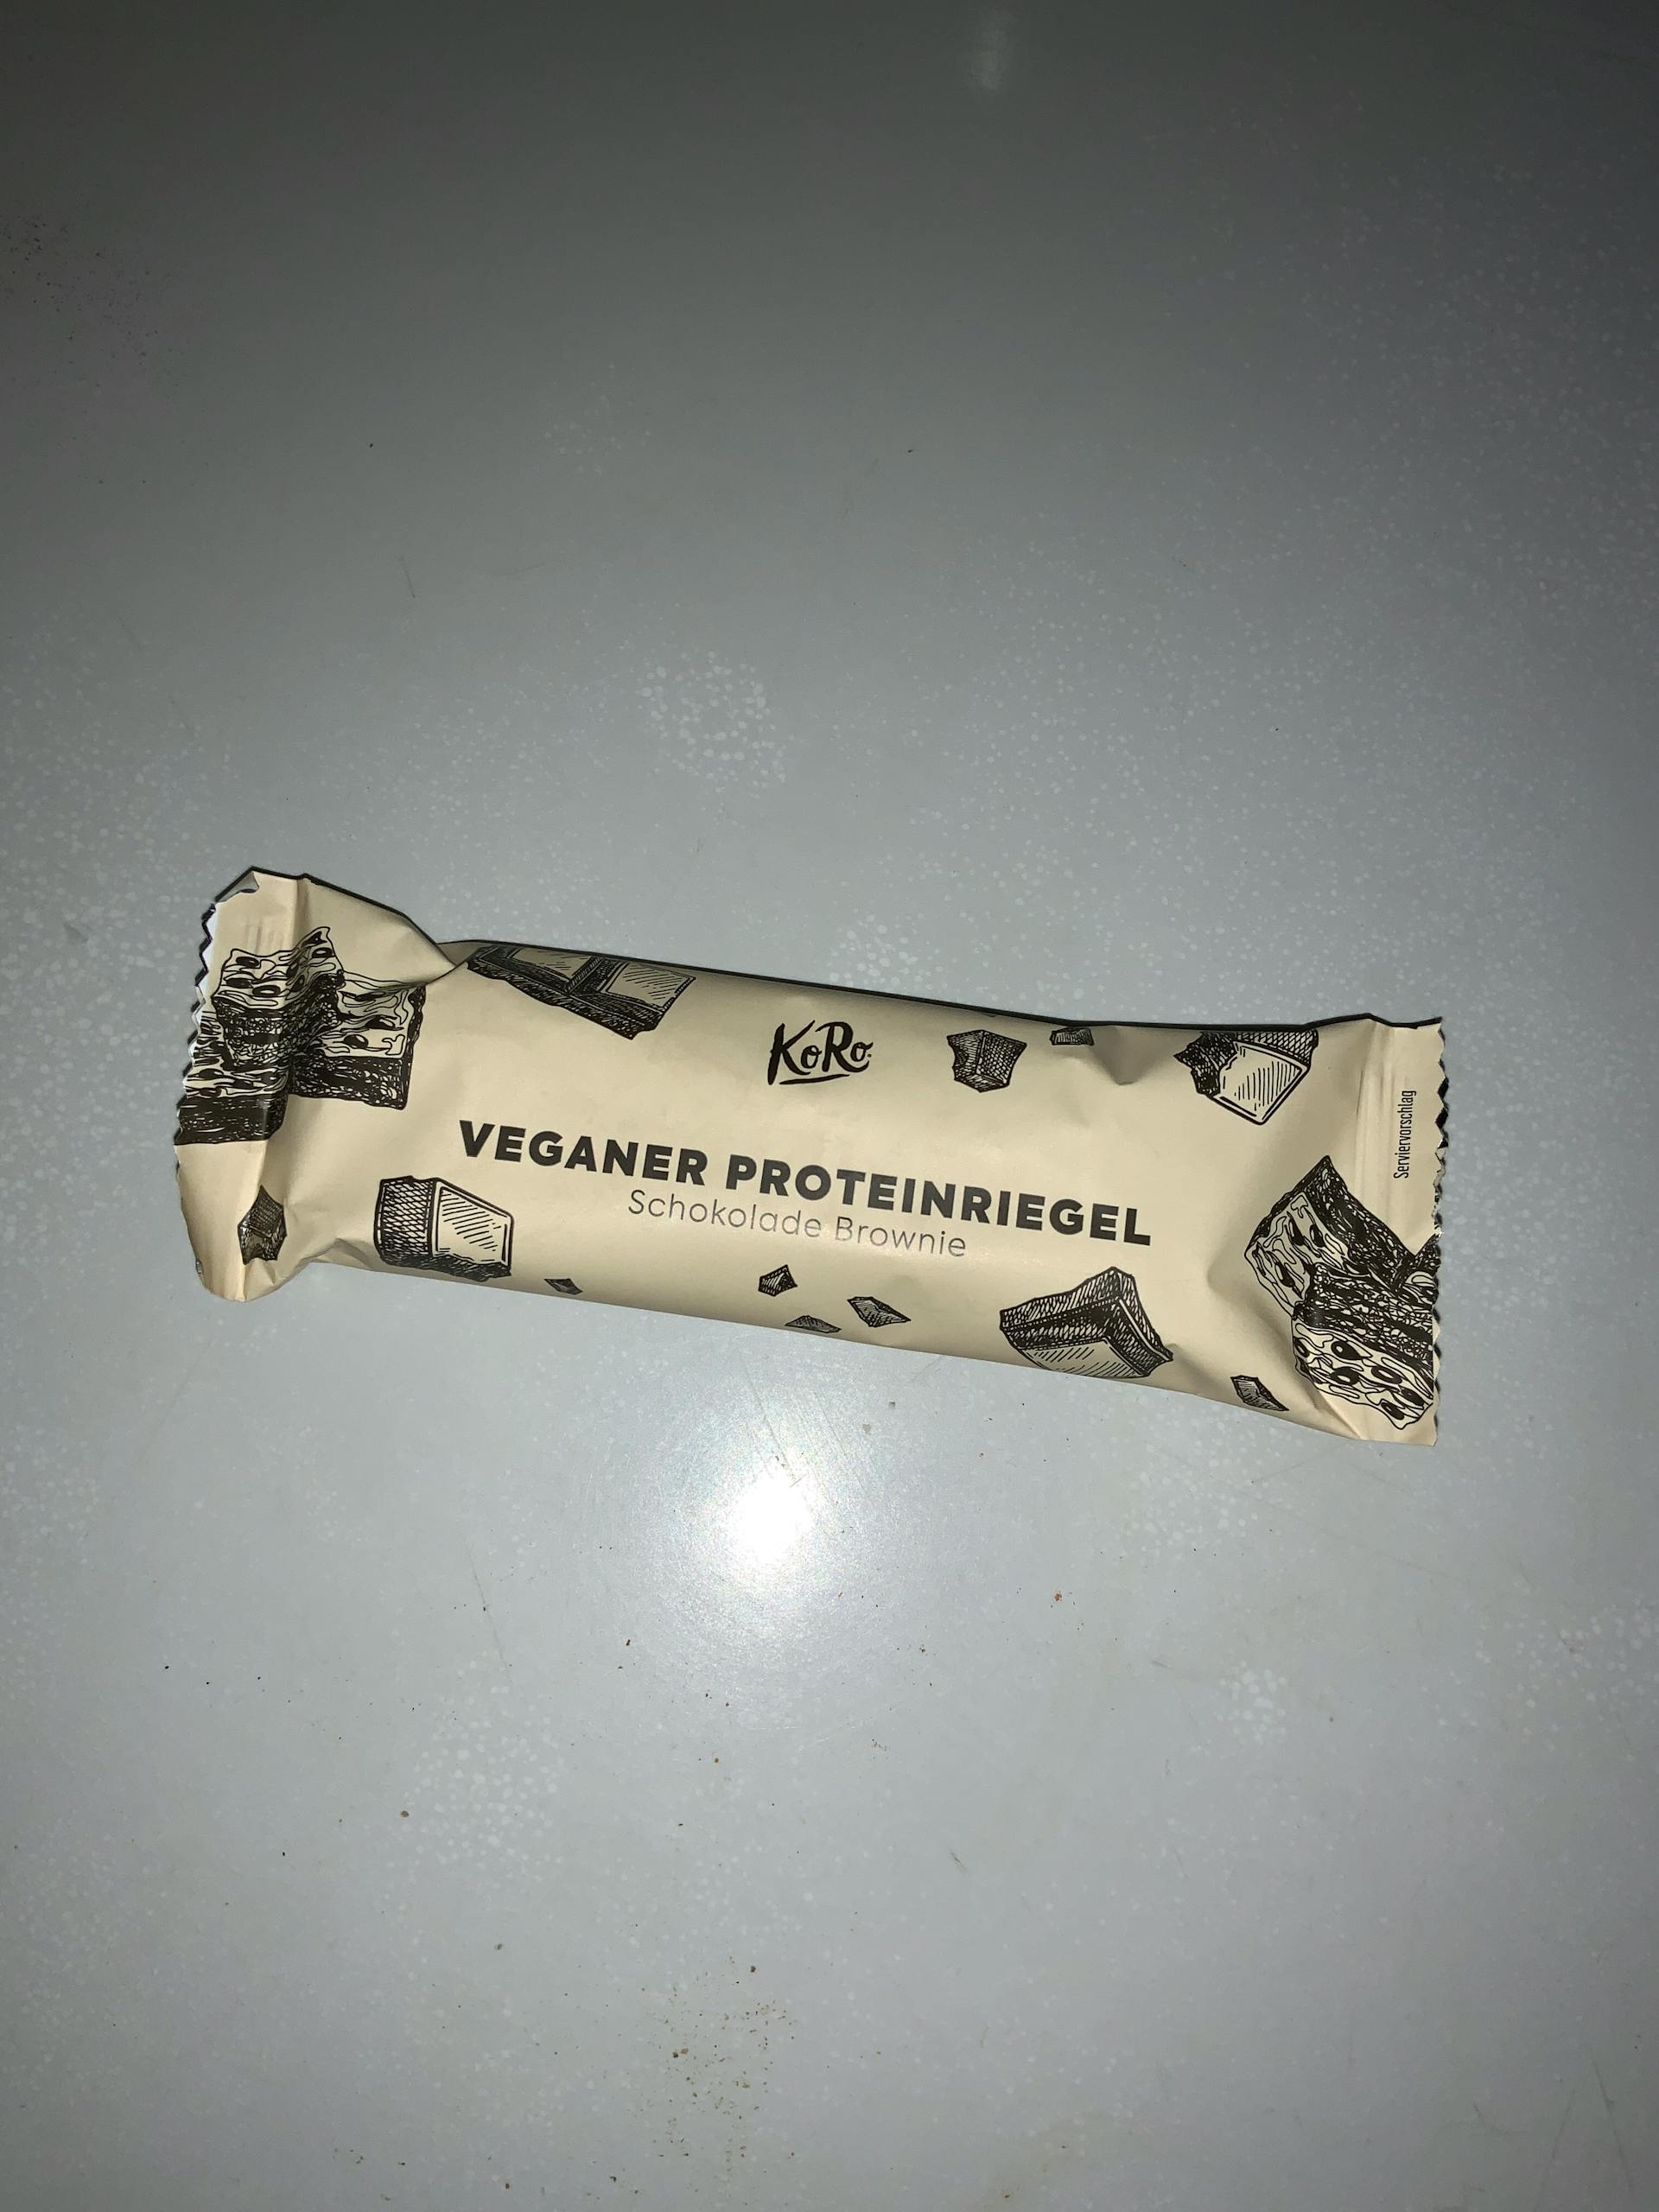 KoRo
VEGANER PROTEINRIEGEL
Schokolade Brownie
Serviervorschlag